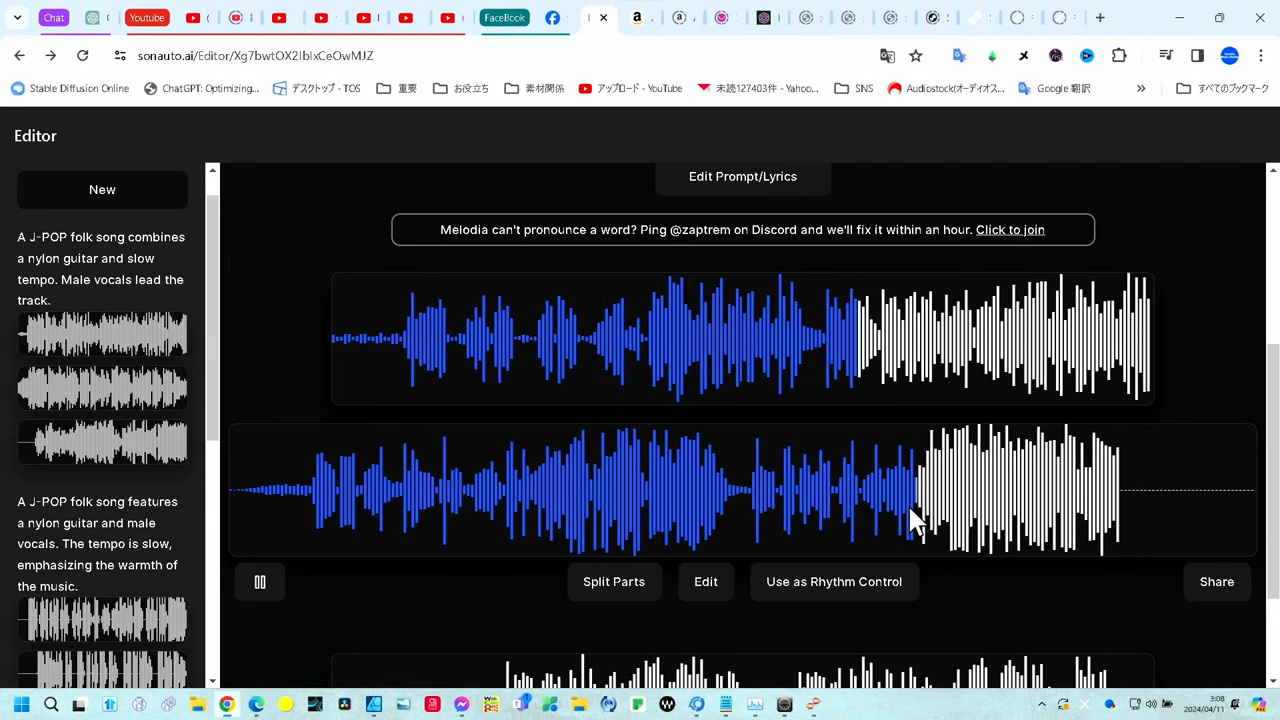 Chat
Youtube
FaceBook
sonauto.ai/Editor/Xg7bwtOX2IbIxCeOwMJZ
Stable Diffusion Online
ChatGPT: Optimizing...
デスクトップ - TOS
重要
お役立ち
素材関係
アップロード - YouTube
未読127403件 - Yahoo...
SNS
Audiostock(オーディオス...
Google 翻訳
»
すべてのブックマーク
Editor
New
A J-POP folk song combines
a nylon guitar and slow
tempo. Male vocals lead the
track.
A J-POP folk song features
a nylon guitar and male
vocals. The tempo is slow,
emphasizing the warmth of
the music.
Edit Prompt/Lyrics
Melodia can't pronounce a word? Ping @zaptrem on Discord and we'll fix it within an hour. Click to join
Split Parts
Edit
Use as Rhythm Control
Share
3:08
2024/04/11